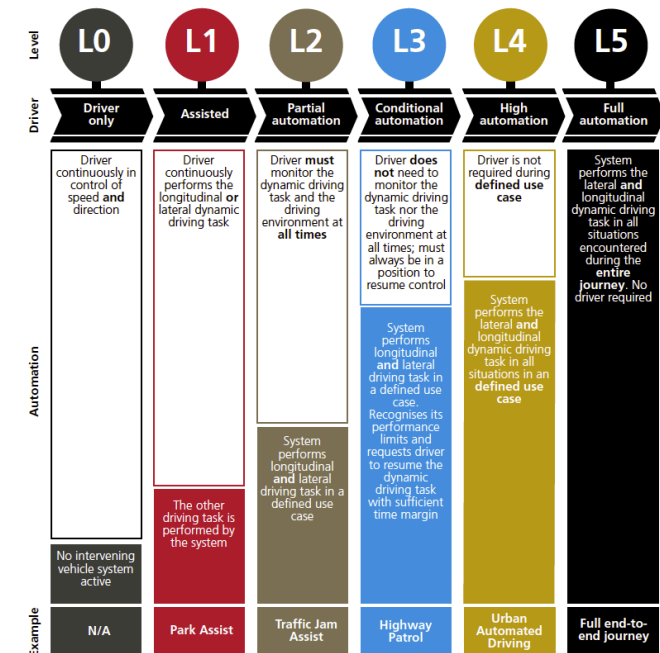 Level
L0
L1
L2
L3
L4
L5
Driver
Driver
only
Assisted
Partial
automation
Conditional
automation
High
automation
Full
automation
Automation
Driver
continuously in
control of
speed and
direction
No intervening
vehicle system
active
Driver
continuously
performs the
longitudinal or
lateral dynamic
driving task
The other
driving task is
performed by
the system
Driver must
monitor the
dynamic driving
task and the
driving
environment at
all times
System
performs
longitudinal
and lateral
driving task in a
defined use
case
Driver does
not need to
monitor the
dynamic driving
task nor the
driving
environment at
all times; must
always be in a
position to
resume control
System
performs
longitudinal
and lateral
driving task in
a defined use
case.
Recognises its
performance
limits and
requests driver
to resume the
dynamic
driving task
with sufficient
time margin
Driver is not
required during
defined use
case
System
performs the
lateral and
longitudinal
dynamic driving
task in all
situations in an
defined use
case
System
performs the
lateral and
longitudinal
dynamic driving
task in all
situations
encountered
during the
entire
journey. No
driver required
Example
N/A
Park Assist
Traffic Jam
Assist
Highway
Patrol
Urban
Automated
Driving
Full end-to-
end journey